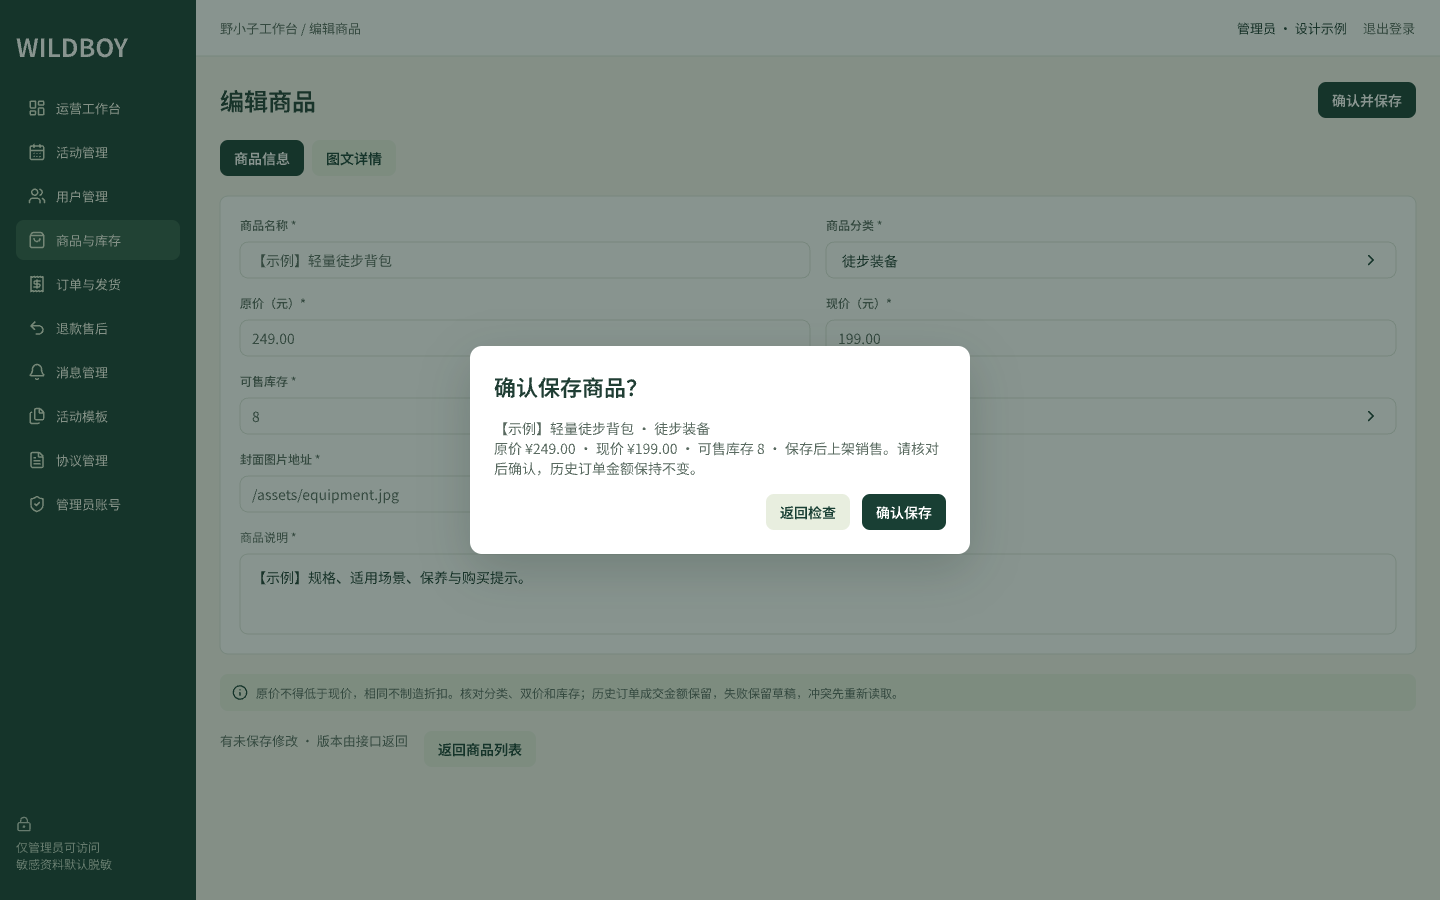 WILDBOY
运营工作台
活动管理
用户管理
商品与库存
订单与发货
退款售后
消息管理
活动模板
协议管理
管理员账号
仅管理员可访问
敏感资料默认脱敏
野小子工作台 / 编辑商品
管理员 · 设计示例
退出登录
编辑商品
确认并保存
商品信息
图文详情
商品名称 *
商品分类 *
【示例】轻量徒步背包
徒步装备
原价（元）*
现价（元）*
249.00
199.00
可售库存 *
8
封面图片地址 *
/assets/equipment.jpg
商品说明 *
【示例】规格、适用场景、保养与购买提示。
确认保存商品？
【示例】轻量徒步背包 · 徒步装备
原价 ¥249.00 · 现价 ¥199.00 · 可售库存 8 · 保存后上架销售。请核对
后确认，历史订单金额保持不变。
返回检查
确认保存
原价不得低于现价，相同不制造折扣。核对分类、双价和库存；历史订单成交金额保留，失败保留草稿，冲突先重新读取。
有未保存修改 · 版本由接口返回
返回商品列表